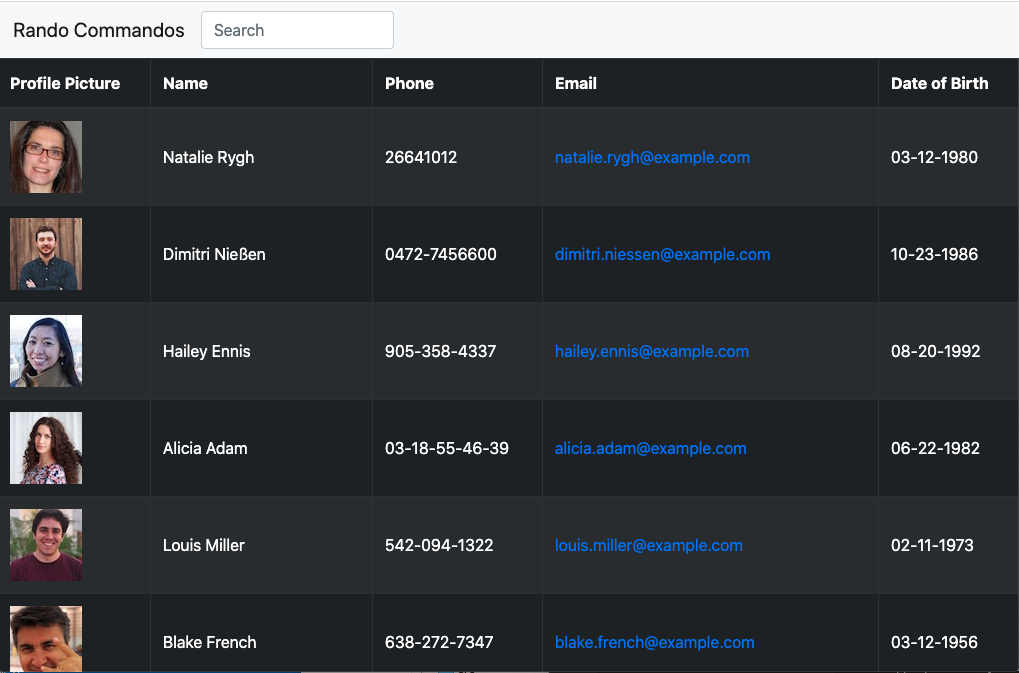 Rando Commandos Search
Profile Picture Name Phone Email Date of Birth
Natalie Rygh 26641012 natalie.rygh@example.com 03-12-1980
Dimitri Nießen 0472-7456600 dimitri.niessen@example.com 10-23-1986
Hailey Ennis 905-358-4337 hailey.ennis@example.com 08-20-1992
Alicia Adam 03-18-55-46-39 alicia.adam@example.com 06-22-1982
Louis Miller 542-094-1322 louis.miller@example.com 02-11-1973
Blake French 638-272-7347 blake.french@example.com 03-12-1956